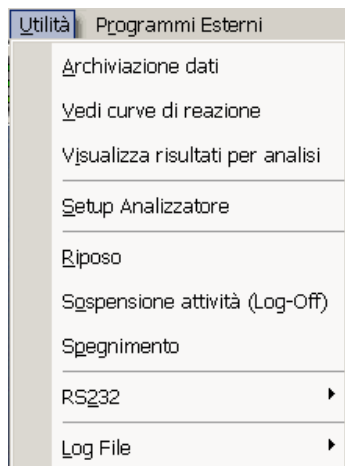 Utilità Programmi Esterni
Archiviazione dati
Vedi curve di reazione
Visualizza risultati per analisi
Setup Analizzatore
Riposo
Sospensione attività (Log-Off)
Spegnimento
RS232
Log File